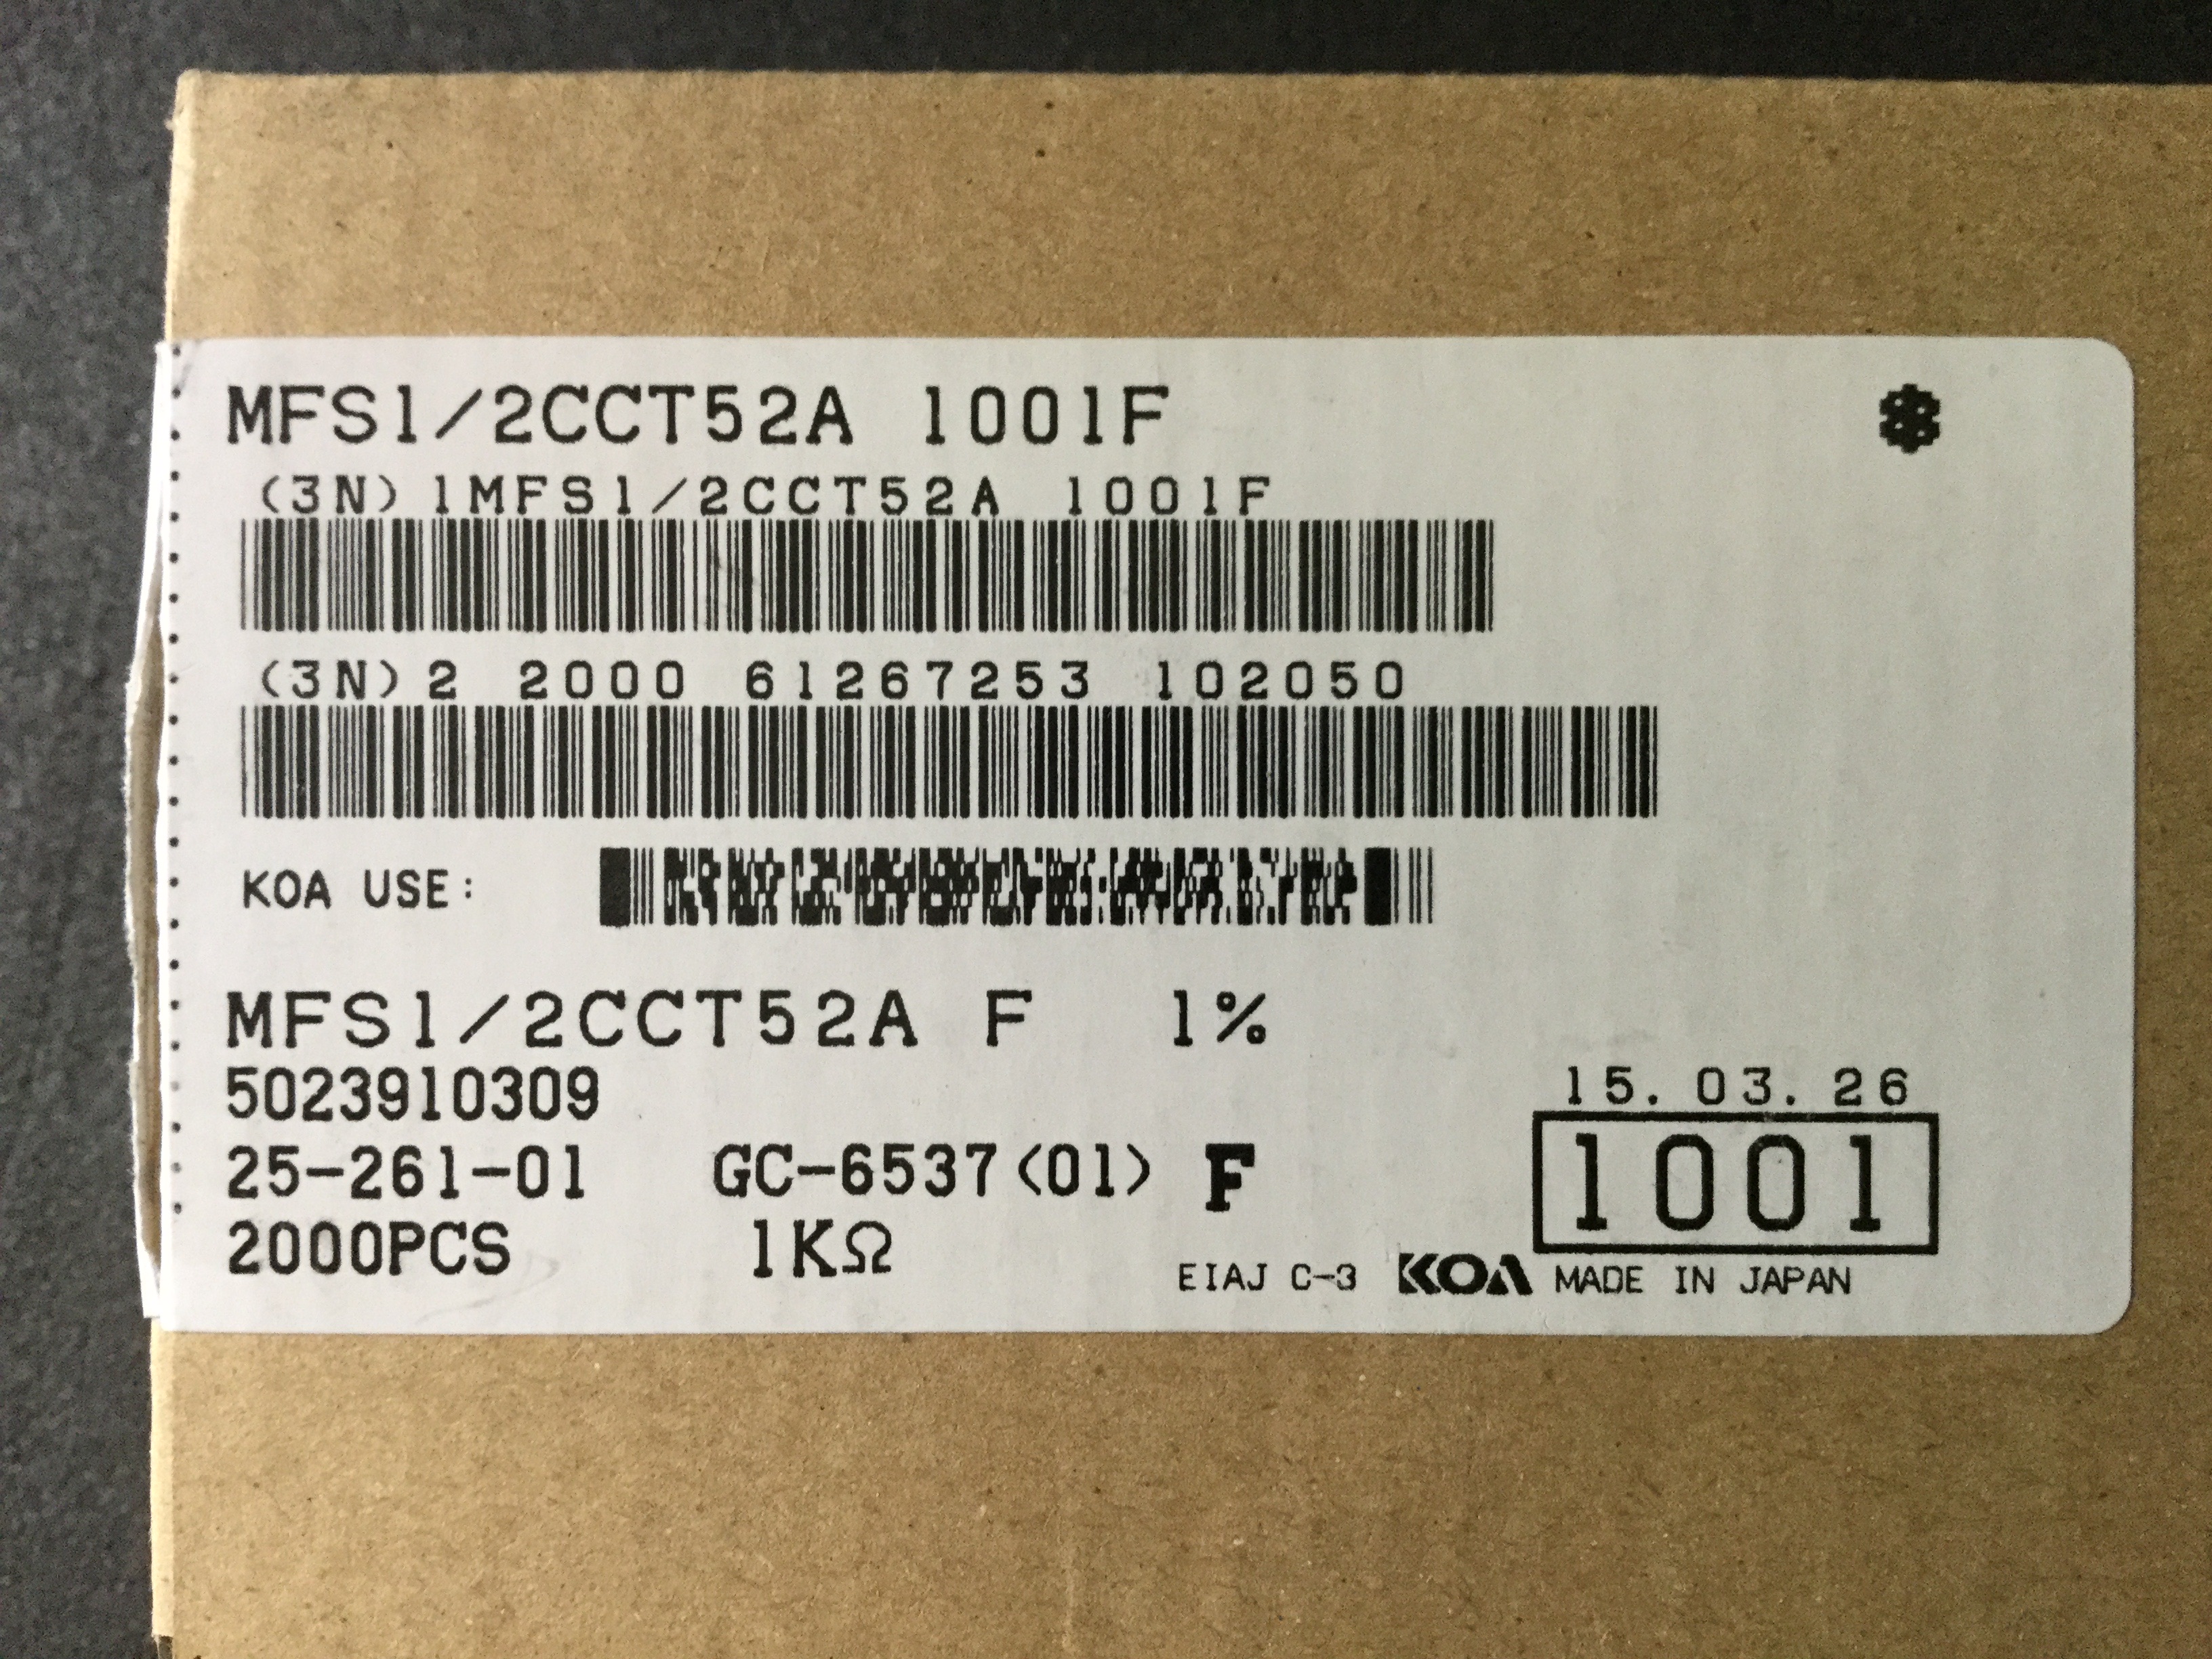 MFS1/2CCT52A 1001F
(3N)1MFS1/2CCT52A 1001F
(3N)2 2000 61267253 102050
KOA USE:
MFS1/2CCT52A F 1%
5023910309
15.03.26
25-261-01 GC-6537(01) F
1001
2000PCS 1KΩ
EIAJ C-3 KOA MADE IN JAPAN